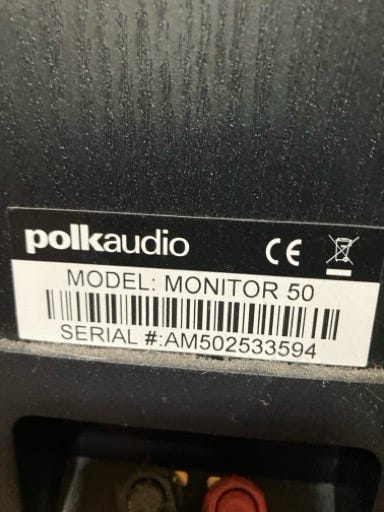 polkaudio CE
MODEL: MONITOR 50
SERIAL #:AM502533594